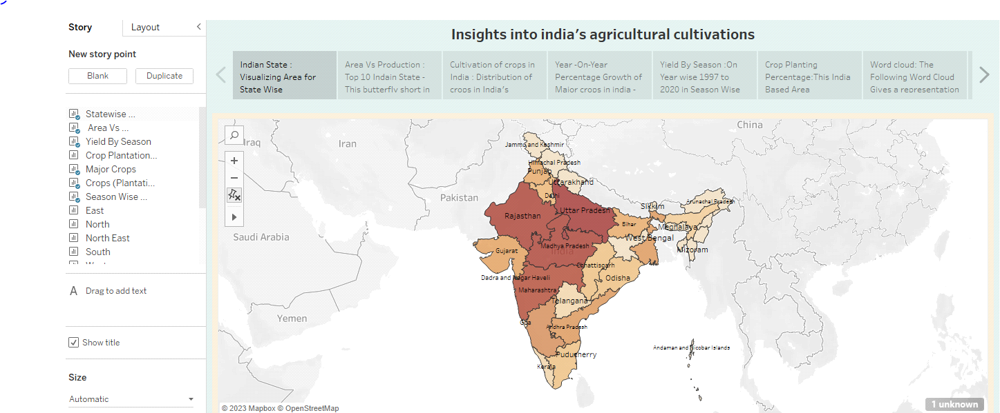 Story
Layout
New story point
Blank
Duplicate
Statewise ...
Area Vs ...
Yield By Season
Crop Plantation...
Major Crops
Crops (Plantati...
Season Wise ...
East
North
North East
South
A Drag to add text
Show title
Size
Automatic
Insights into india's agricultural cultivations
Indian State :
Visualizing Area for
State Wise
Area Vs Production :
Top 10 Indain State -
This butterfly short in
Cultivation of crops in
India : Distribution of
crops in India's
Year -On-Year
Percentage Growth of
Major crops in india -
Yield By Season :On
Year wise 1997 to
2020 in Season Wise
Crop Planting
Percentage:This India
Based Area
Word cloud: The
Following Word Cloud
Gives a representation
China
Iraq
Iran
Jammu and Kashmir
Himachal Pradesh
Punjab
Uttarakhand
Delhi
Pakistan
Arunachal Pradesh
Sikkim
Uttar Pradesh
Rajasthan
Bihar
Meghalaya
Saudi Arabia
West Bengal
Madhya Pradesh
India
Mizoram
Gujarat
Chhattisgarh
Dadra and Nagar Haveli
Odisha
Maharashtra
Telangana
Yemen
Goa
Andhra Pradesh
Andaman and Nicobar Islands
Puducherry
Kerala
1 unknown
© 2023 Mapbox © OpenStreetMap